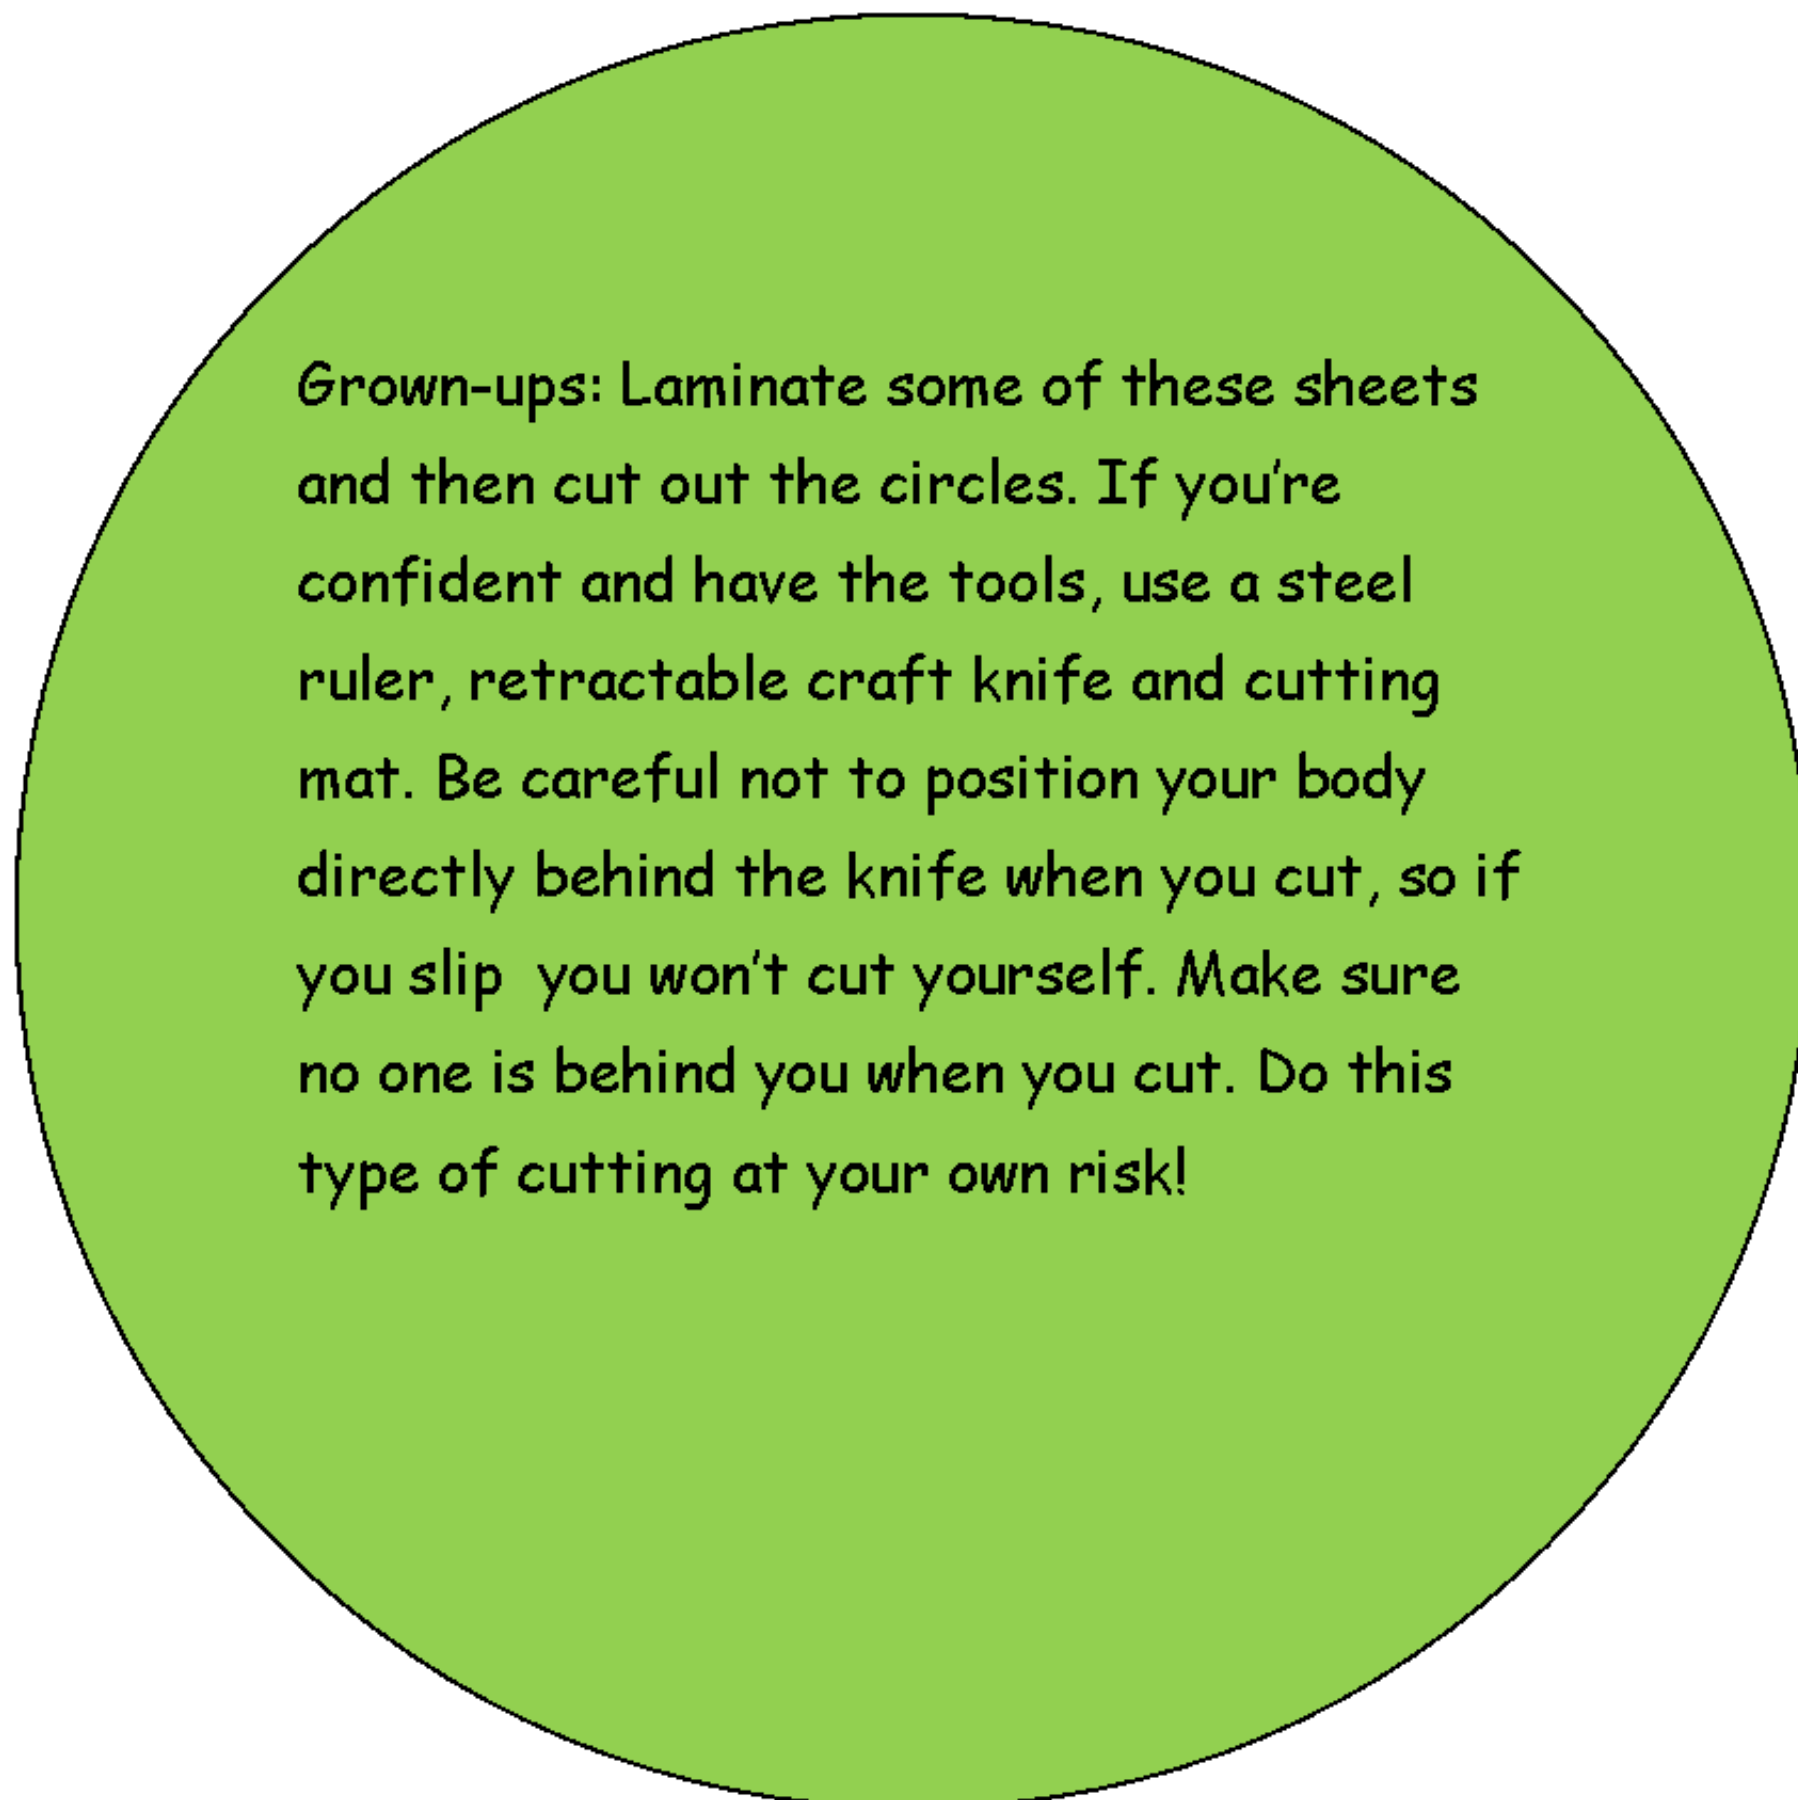 Grown-ups: Laminate some of these sheets
and then cut out the circles. If you're
confident and have the tools, use a steel
ruler, retractable craft knife and cutting
mat. Be careful not to position your body
directly behind the knife when you cut, so if
you slip  you won't cut yourself. Make sure
no one is behind you when you cut. Do this
type of cutting at your own risk!